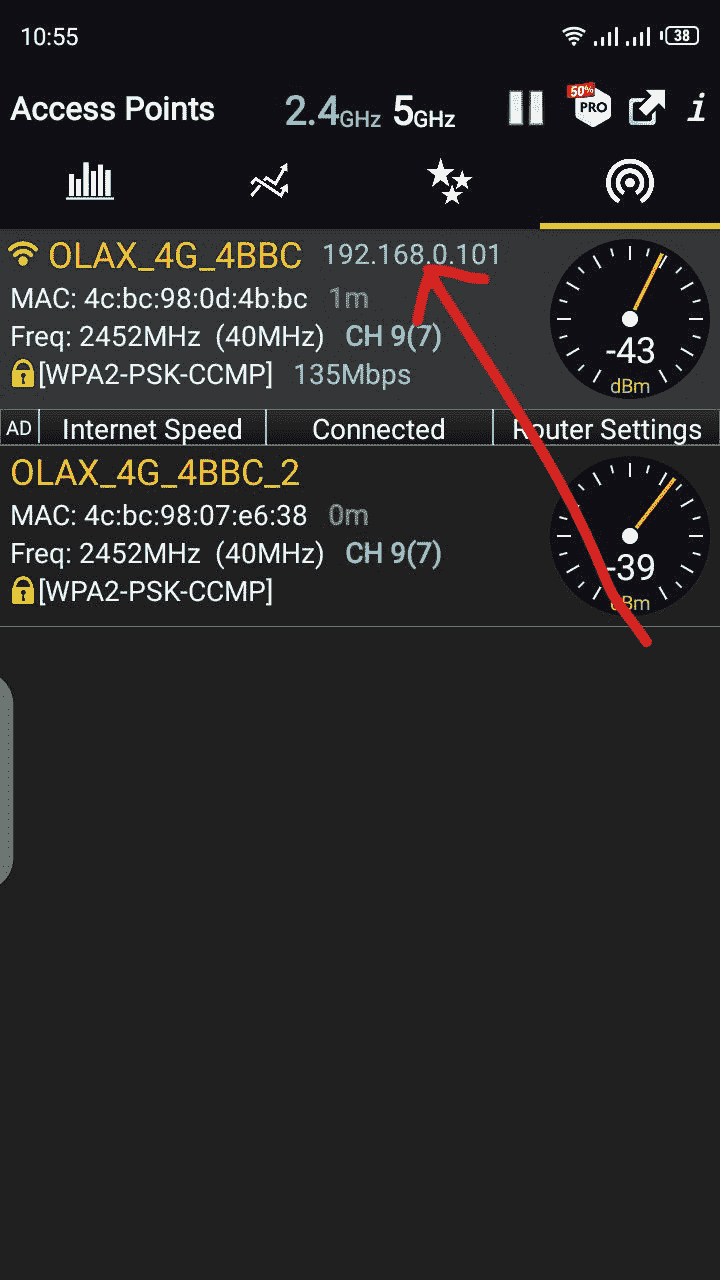 10:55 38
Access Points 2.4GHz 5GHz 50% PRO i
OLAX_4G_4BBC 192.168.0.101
MAC: 4c:bc:98:0d:4b:bc 1m
Freq: 2452MHz (40MHz) CH 9(7)
[WPA2-PSK-CCMP] 135Mbps
-43
dBm
AD Internet Speed Connected Router Settings
OLAX_4G_4BBC_2
MAC: 4c:bc:98:07:e6:38 0m
Freq: 2452MHz (40MHz) CH 9(7)
[WPA2-PSK-CCMP]
-39
dBm